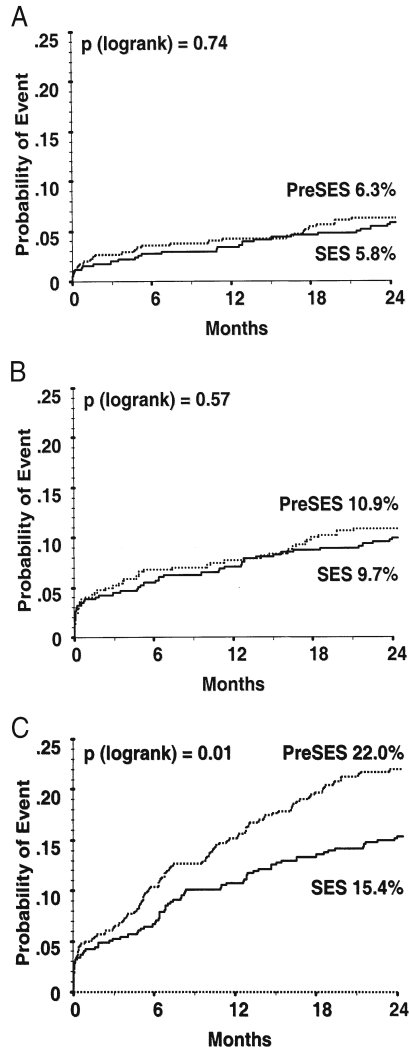 A
p (logrank) = 0.74
.25
.20
.15
.10
.05
0
Probability of Event
PreSES 6.3%
SES 5.8%
0 6 12 18 24
Months
B
p (logrank) = 0.57
.25
.20
.15
.10
.05
0
Probability of Event
PreSES 10.9%
SES 9.7%
0 6 12 18 24
Months
C
p (logrank) = 0.01
.25
.20
.15
.10
.05
0
Probability of Event
PreSES 22.0%
SES 15.4%
0 6 12 18 24
Months